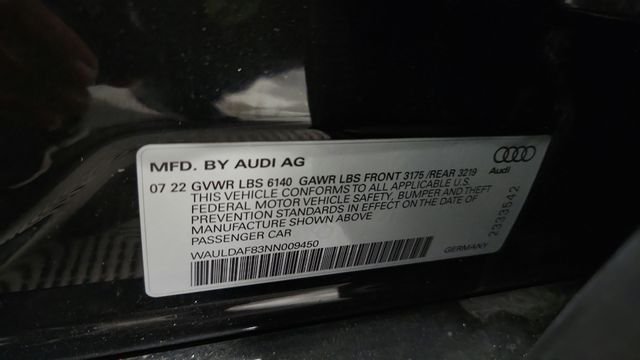 MFD. BY AUDI AG
Audi
07 22 GVWR LBS 6140 GAWR LBS FRONT 3175 /REAR 3219
THIS VEHICLE CONFORMS TO ALL APPLICABLE U.S.
FEDERAL MOTOR VEHICLE SAFETY, BUMPER AND THEFT
PREVENTION STANDARDS IN EFFECT ON THE DATE OF
MANUFACTURE SHOWN ABOVE
PASSENGER CAR
WAULDAF83NN009450
GERMANY
2333542